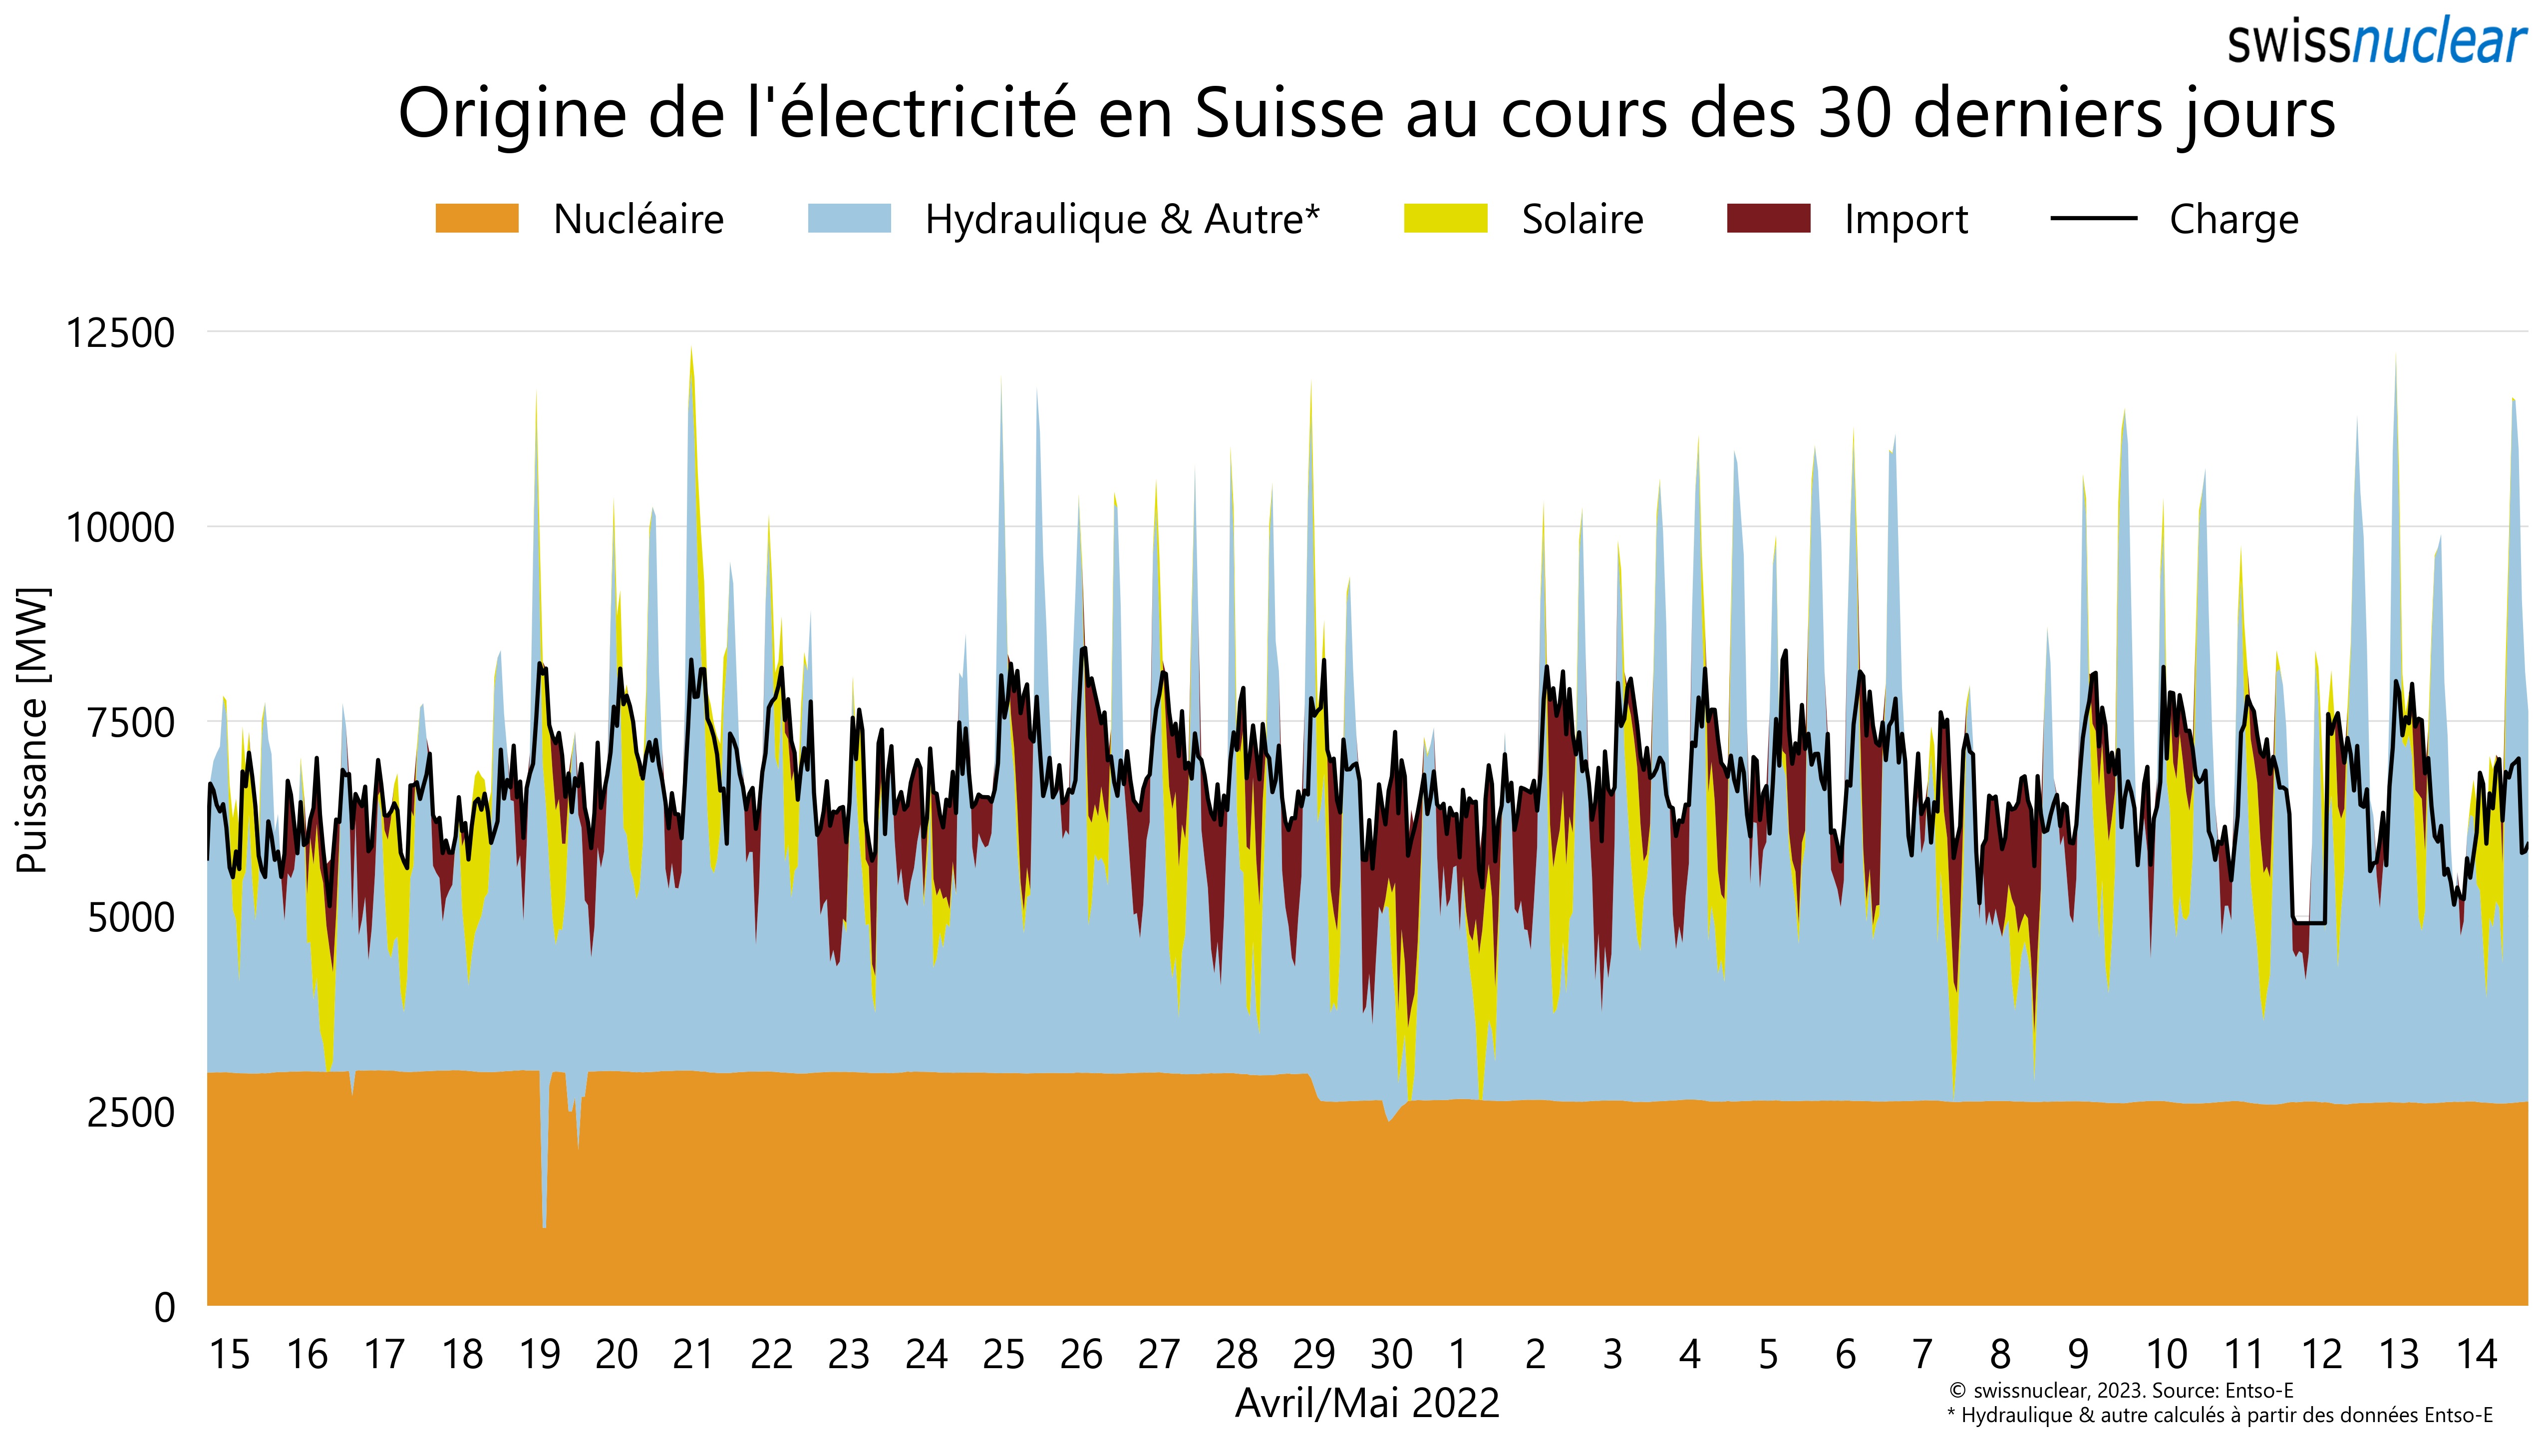 swissnuclear
Origine de l'électricité en Suisse au cours des 30 derniers jours
Nucléaire Hydraulique & Autre* Solaire Import Charge
Puissance [MW]
12500
10000
7500
5000
2500
0
15 16 17 18 19 20 21 22 23 24 25 26 27 28 29 30 1 2 3 4 5 6 7 8 9 10 11 12 13 14
Avril/Mai 2022
© swissnuclear, 2023. Source: Entso-E
* Hydraulique & autre calculés à partir des données Entso-E